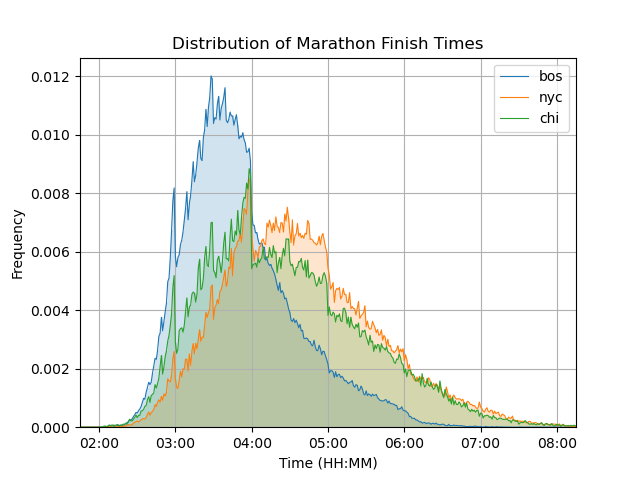 Distribution of Marathon Finish Times
bos
nyc
chi
0.012
0.010
0.008
0.006
0.004
0.002
0.000
Frequency
02:00 03:00 04:00 05:00 06:00 07:00 08:00
Time (HH:MM)